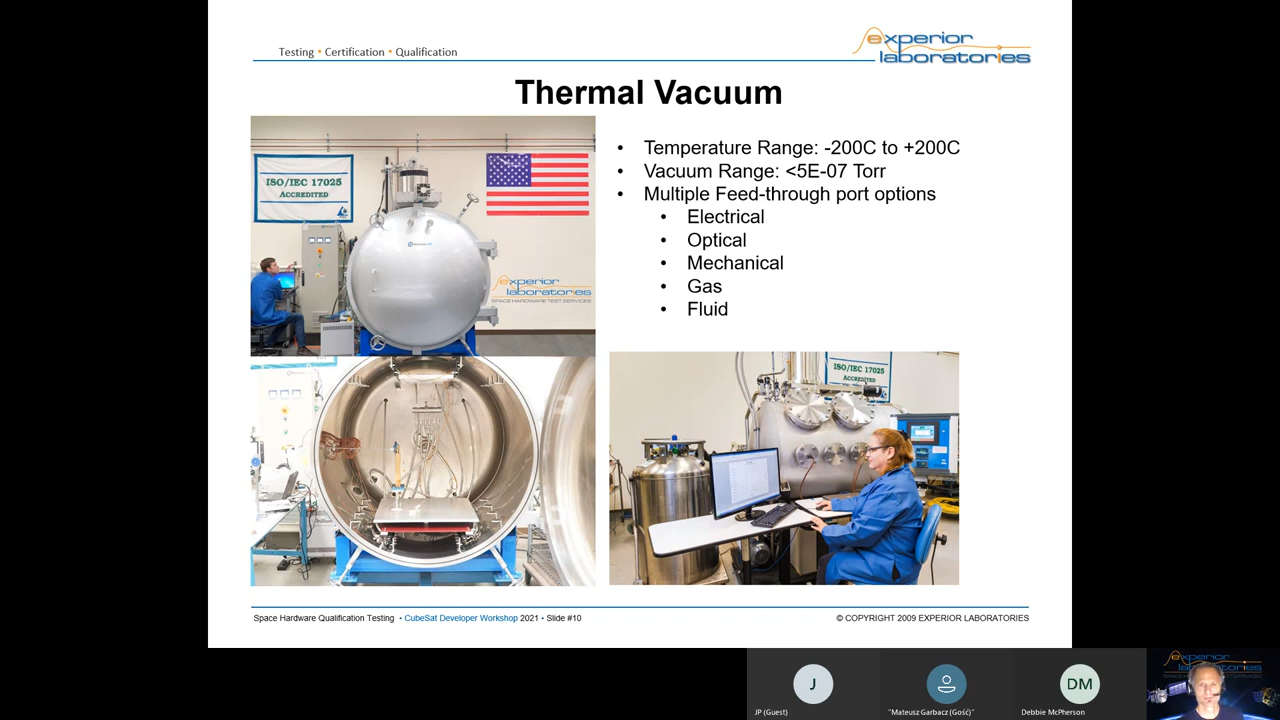 Testing • Certification • Qualification
experior
laboratories
Thermal Vacuum
ISO/IEC 17025
ACCREDITED
experior
laboratories
SPACE HARDWARE TEST SERVICES
• Temperature Range: -200C to +200C
• Vacuum Range: <5E-07 Torr
• Multiple Feed-through port options
• Electrical
• Optical
• Mechanical
• Gas
• Fluid
ISO/IEC 17025
ACCREDITED
Space Hardware Qualification Testing • CubeSat Developer Workshop 2021 • Slide #10
© COPYRIGHT 2009 EXPERIOR LABORATORIES
J
JP (Guest)
"Mateusz Garbacz (Gość)"
DM
Debbie McPherson
experior
laboratories